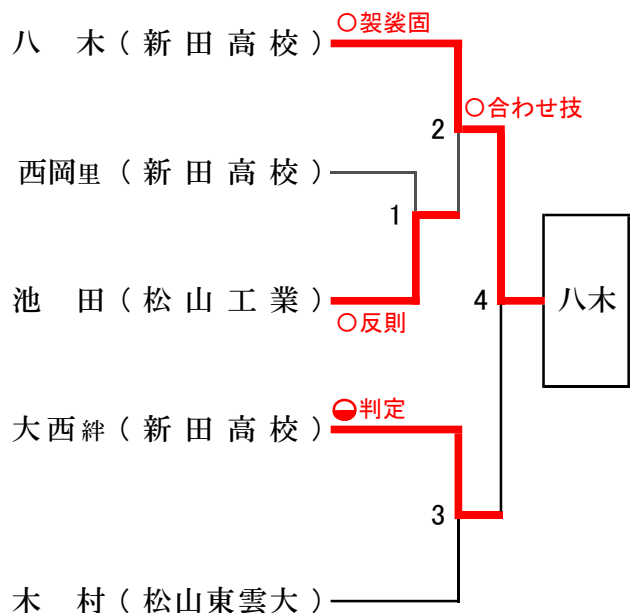 ○袈裟固
八 木 ( 新 田 高 校 )
○合わせ技
2
西岡里 ( 新 田 高 校 )
1
池 田 ( 松 山 工 業 )
4
八木
○反則
判定
大西絆 ( 新 田 高 校 )
3
木 村 ( 松山東雲大 )